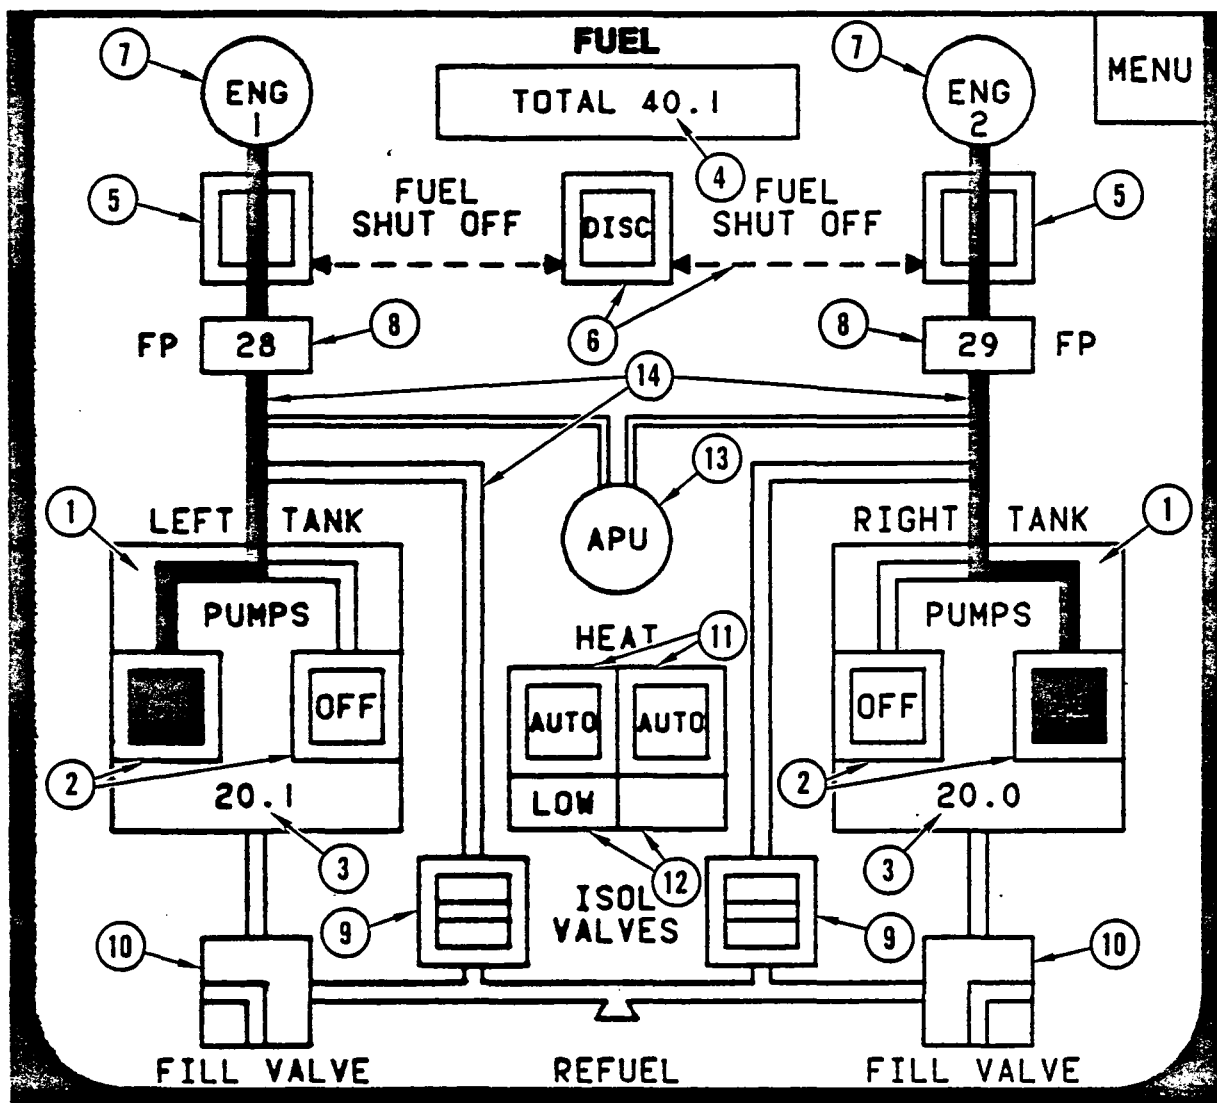 FUEL
MENU
7
ENG
1
TOTAL 40.1
4
7
ENG
2
5
FUEL
SHUT OFF
DISC
FUEL
SHUT OFF
5
6
FP
28
8
8
29
FP
14
13
1
LEFT TANK
APU
RIGHT TANK
1
PUMPS
HEAT
11
PUMPS
OFF
AUTO
AUTO
OFF
2
20.1
LOW
2
20.0
3
12
3
9
ISOL
VALVES
9
10
10
FILL VALVE
REFUEL
FILL VALVE